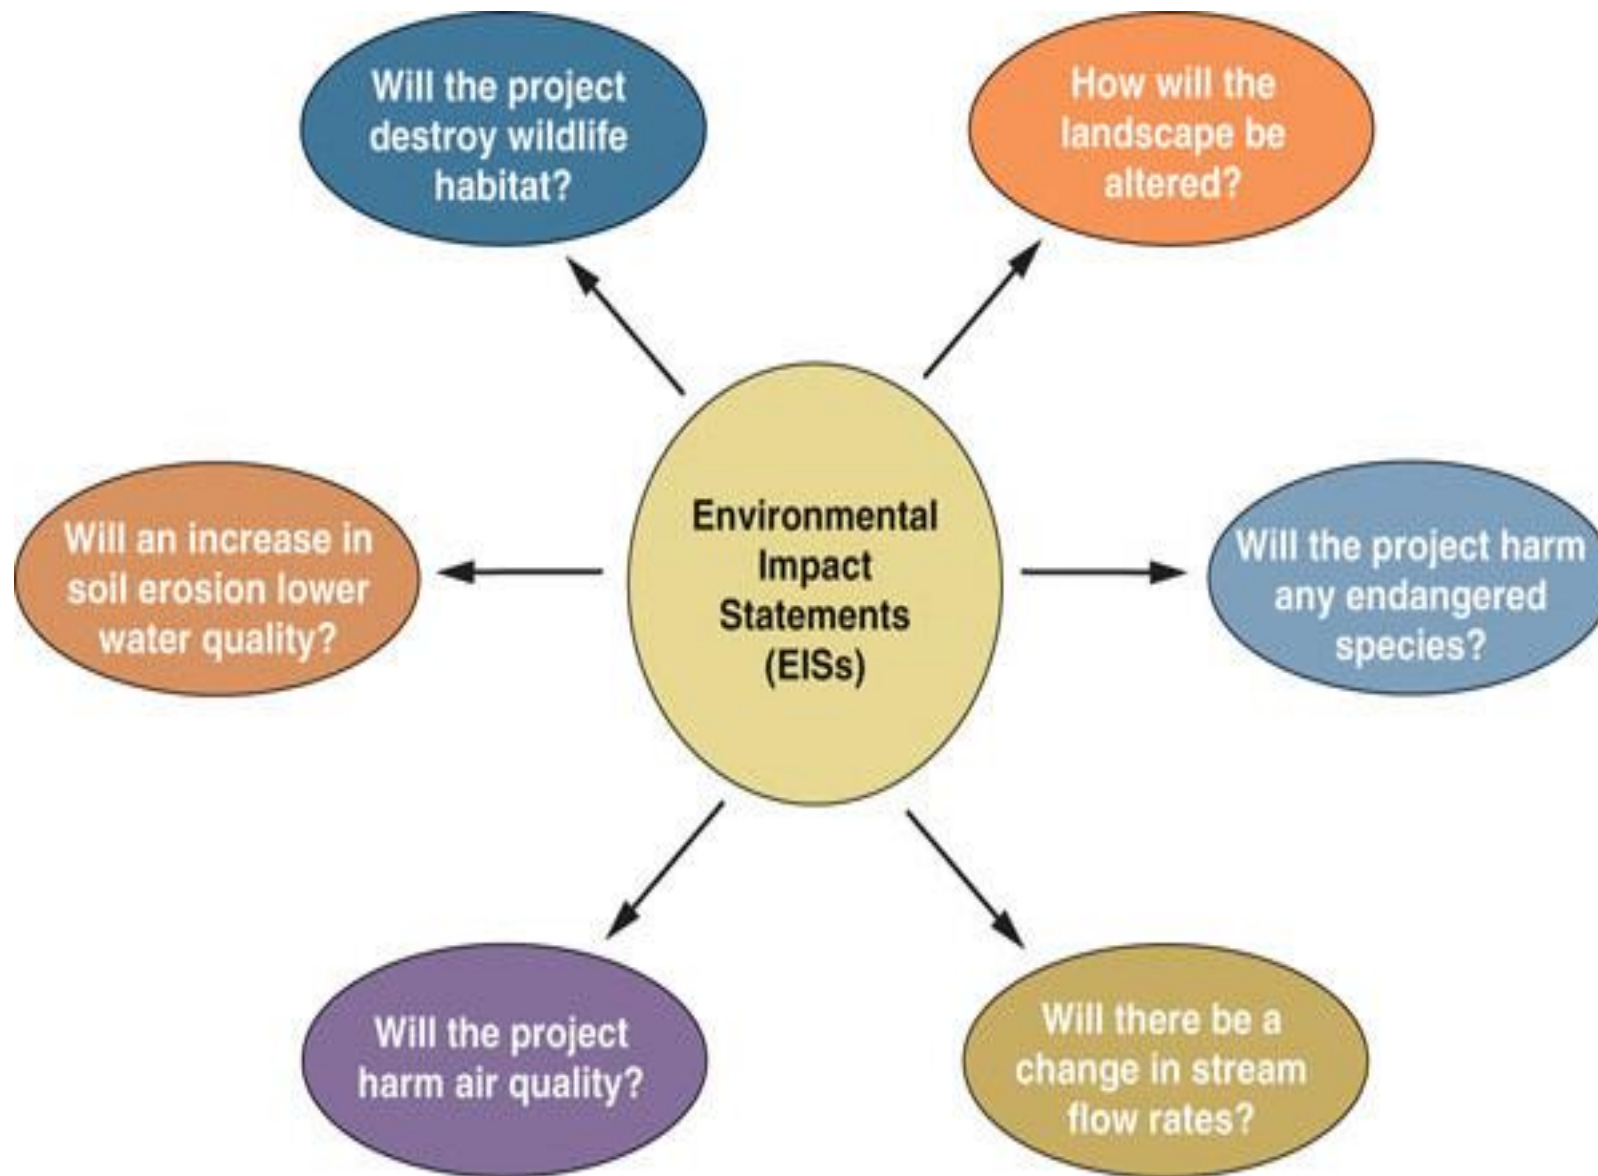 Will the project
destroy wildlife
habitat?
How will the
landscape be
altered?
Will an increase in
soil erosion lower
water quality?
Environmental
Impact
Statements
(EISs)
Will the project harm
any endangered
species?
Will the project
harm air quality?
Will there be a
change in stream
flow rates?